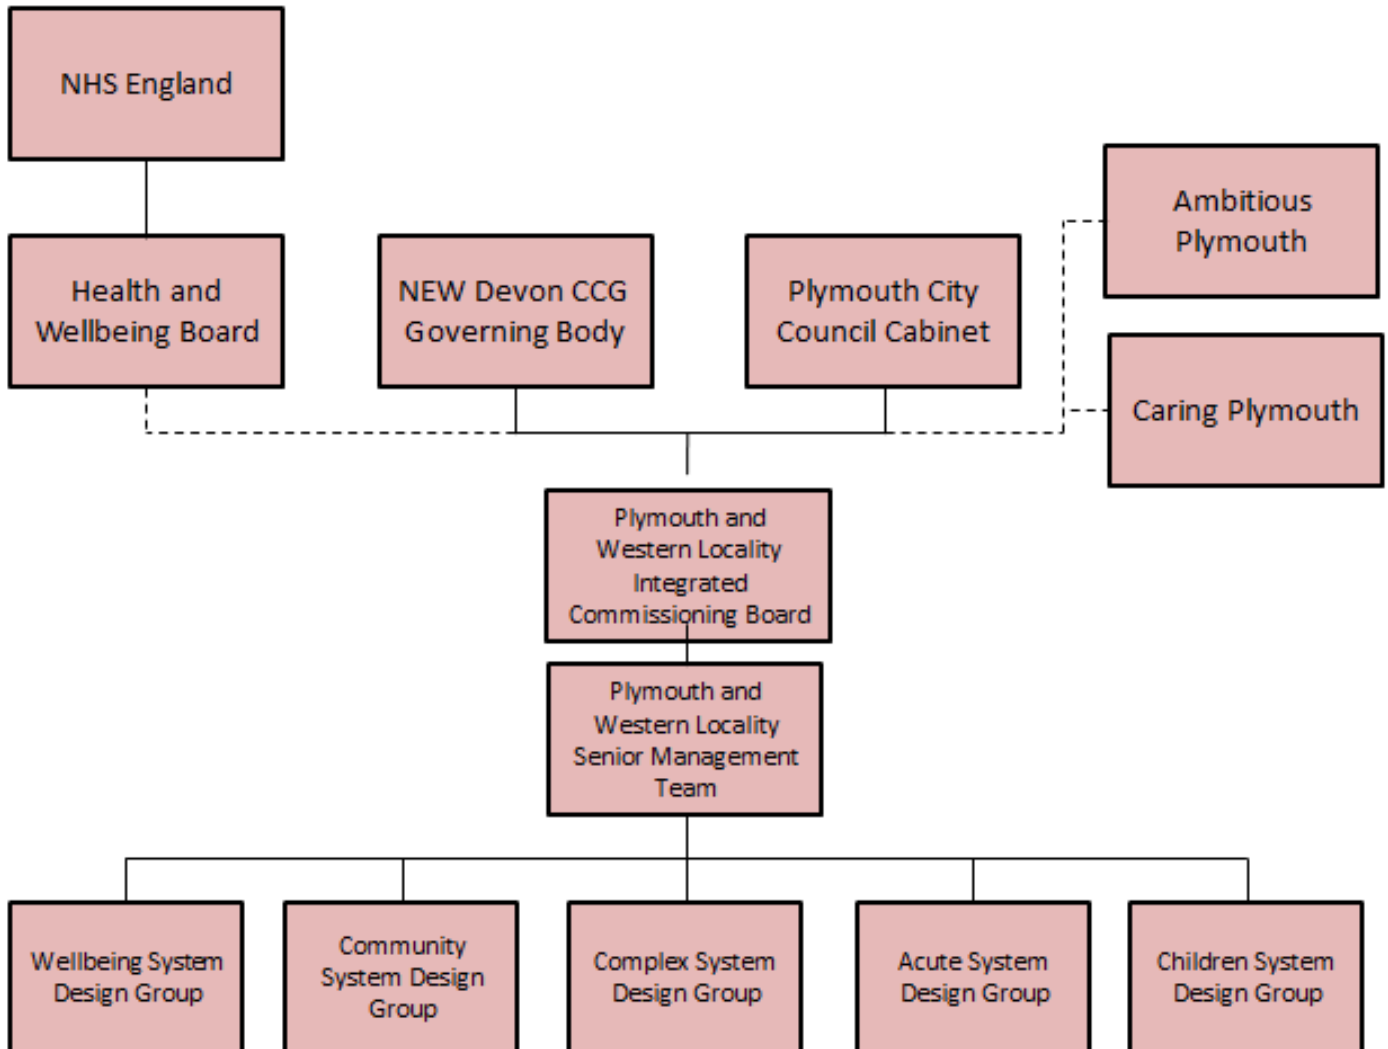 NHS England
Ambitious
Plymouth
Health and
Wellbeing Board
NEW Devon CCG
Governing Body
Plymouth City
Council Cabinet
Caring Plymouth
Plymouth and
Western Locality
Integrated
Commissioning Board
Plymouth and
Western Locality
Senior Management
Team
Wellbeing System
Design Group
Community
System Design
Group
Complex System
Design Group
Acute System
Design Group
Children System
Design Group